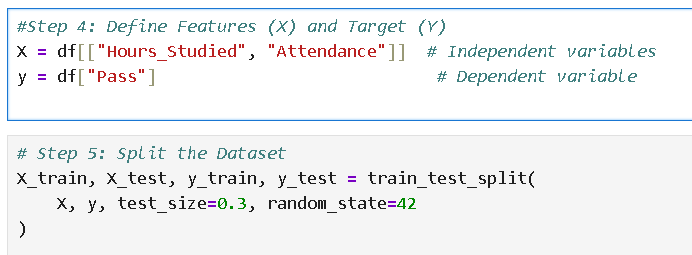 #Step 4: Define Features (X) and Target (Y)
X = df[["Hours_Studied", "Attendance"]]  # Independent variables
y = df["Pass"]                            # Dependent variable
# Step 5: Split the Dataset
X_train, X_test, y_train, y_test = train_test_split(
    X, y, test_size=0.3, random_state=42
)